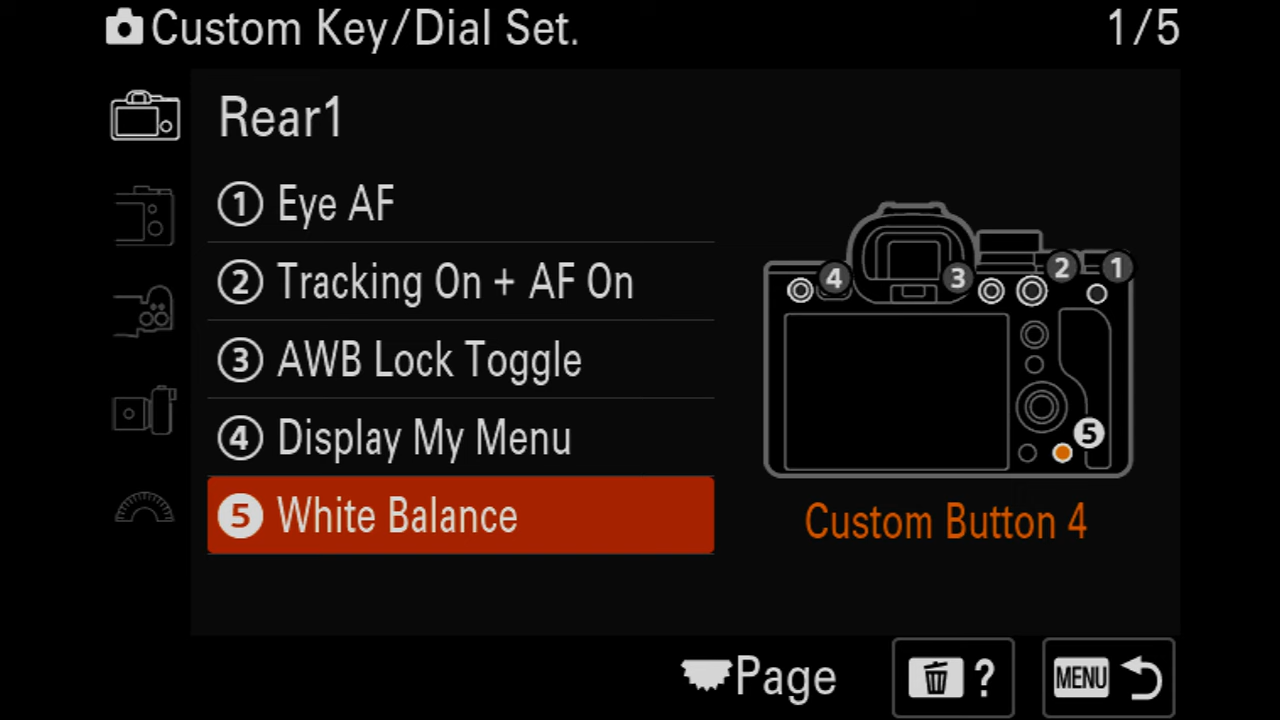 Custom Key/Dial Set. 1/5
Rear1
1 Eye AF
2 Tracking On + AF On
3 AWB Lock Toggle
4 Display My Menu
5 White Balance
4 3 2 1
5
Custom Button 4
Page ? MENU